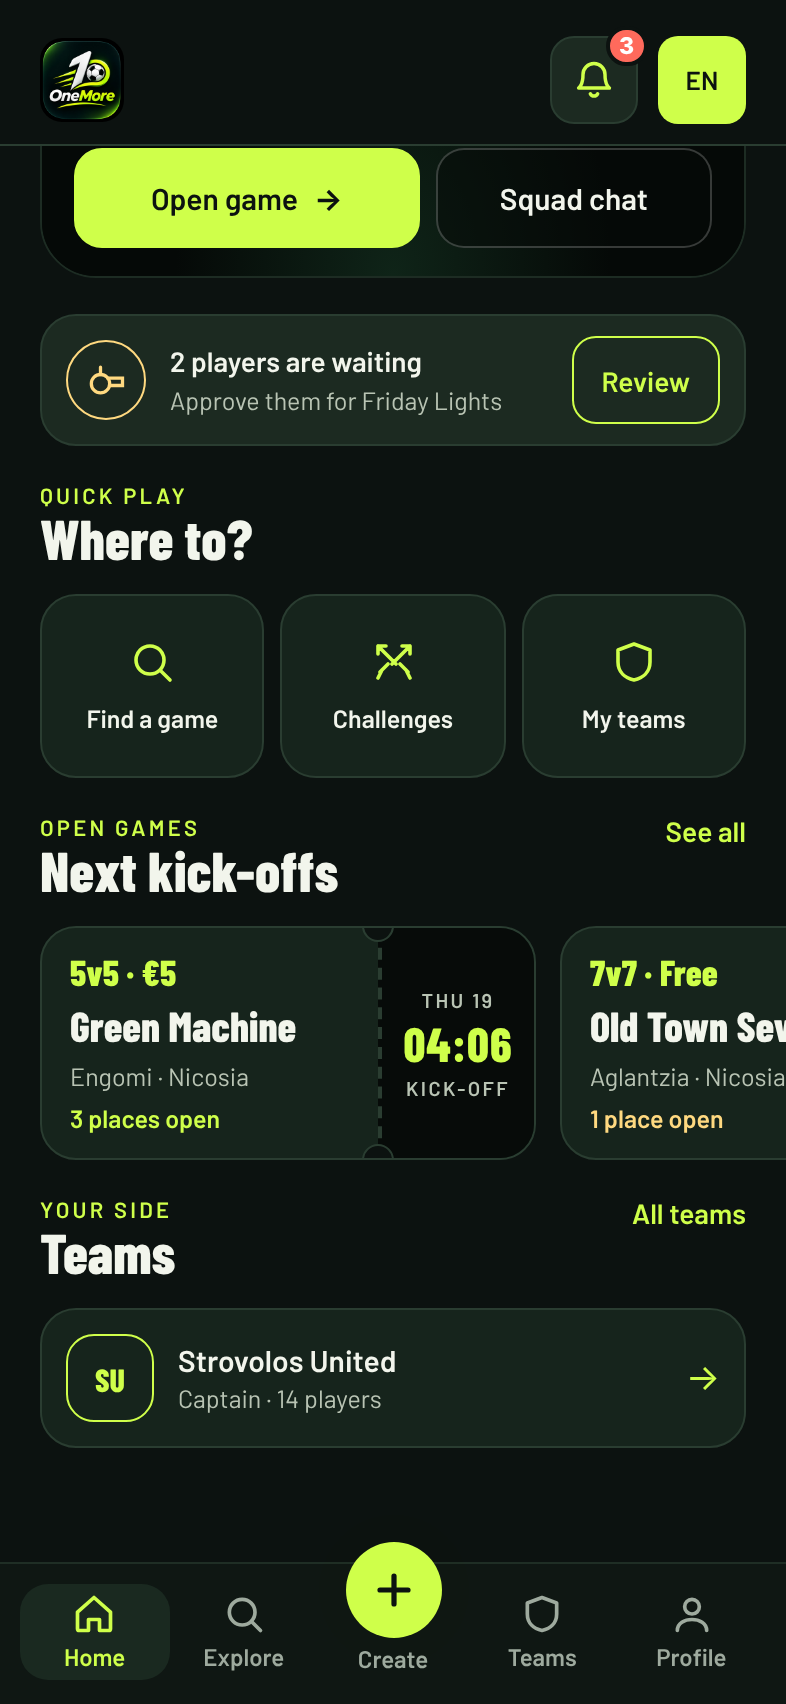 OneMore
3
EN
Open game →
Squad chat
2 players are waiting
Approve them for Friday Lights
Review
QUICK PLAY
Where to?
Find a game
Challenges
My teams
OPEN GAMES
See all
Next kick-offs
5v5 · €5
Green Machine
Engomi · Nicosia
3 places open
THU 19
04:06
KICK-OFF
7v7 · Free
Old Town
Aglantzia · Nicosia
1 place open
YOUR SIDE
All teams
Teams
SU
Strovolos United
Captain · 14 players
Home
Explore
Create
Teams
Profile